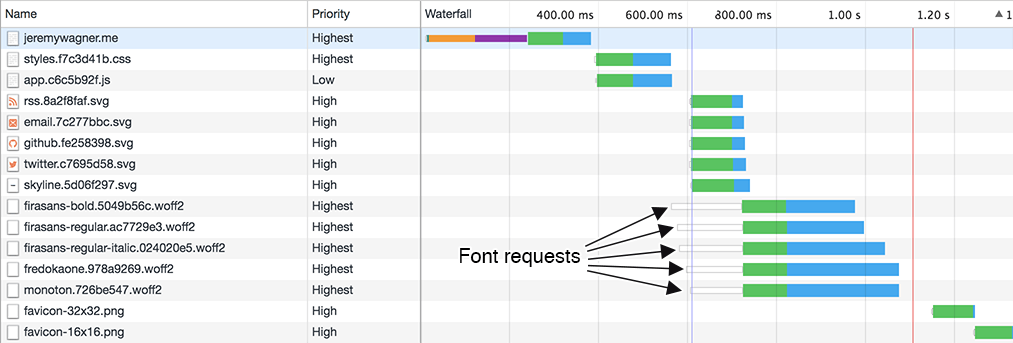 Name Priority Waterfall 400.00 ms 600.00 ms 800.00 ms 1.00 s 1.20 s 1
jeremywagner.me Highest
styles.f7c3d41b.css Highest
app.c6c5b92f.js Low
rss.8a2f8faf.svg High
email.7c277bbc.svg High
github.fe258398.svg High
twitter.c7695d58.svg High
skyline.5d06f297.svg High
firasans-bold.5049b56c.woff2 Highest
firasans-regular.ac7729e3.woff2 Highest
firasans-regular-italic.024020e5.woff2 Highest
Font requests
fredokaone.978a9269.woff2 Highest
monoton.726be547.woff2 Highest
favicon-32x32.png High
favicon-16x16.png High